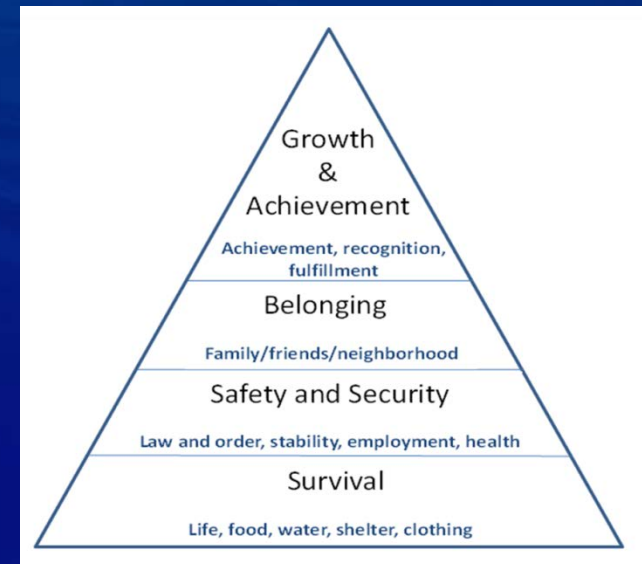 Growth
&
Achievement
Achievement, recognition,
fulfillment
Belonging
Family/friends/neighborhood
Safety and Security
Law and order, stability, employment, health
Survival
Life, food, water, shelter, clothing